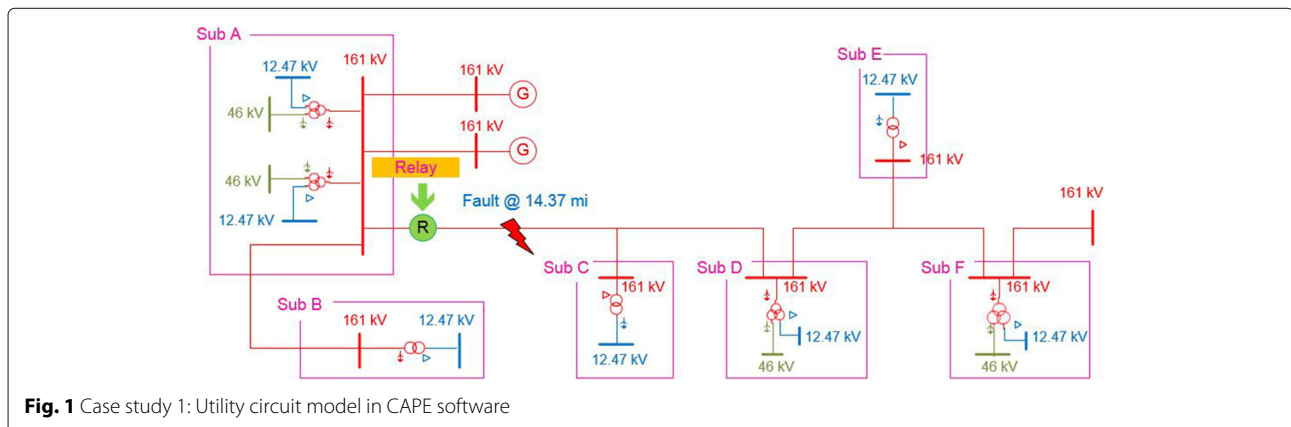 Sub A
161 kV
12.47 kV
46 kV
46 kV
12.47 kV
161 kV
G
161 kV
G
Relay
R
Fault @ 14.37 mi
Sub B
161 kV
12.47 kV
Sub C
161 kV
12.47 kV
Sub D
161 kV
12.47 kV
46 kV
Sub E
12.47 kV
161 kV
161 kV
Sub F
161 kV
12.47 kV
46 kV
Fig. 1 Case study 1: Utility circuit model in CAPE software